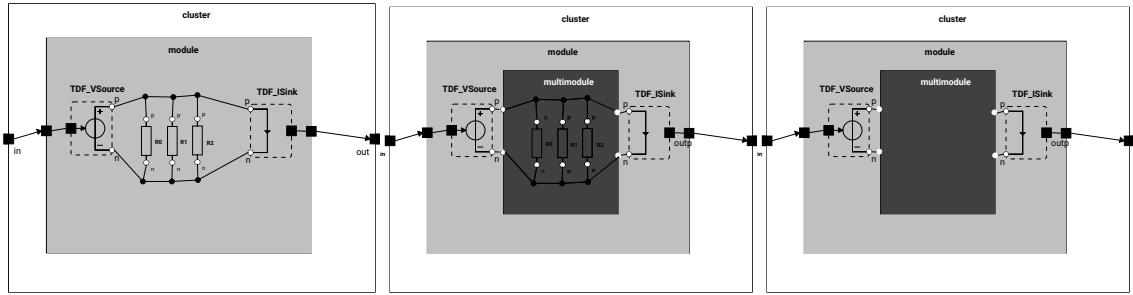 cluster
module
TDF_VSource
TDF_ISink
p
p
+
p
p
p
R0
R1
R2
−
n
n
n
n
n
in
out
cluster
module
multimodule
TDF_VSource
TDF_ISink
p
p
+
p
p
p
R0
R1
R2
−
n
n
n
n
n
in
outp
cluster
module
multimodule
TDF_VSource
TDF_ISink
p
p
+
−
n
n
in
outp